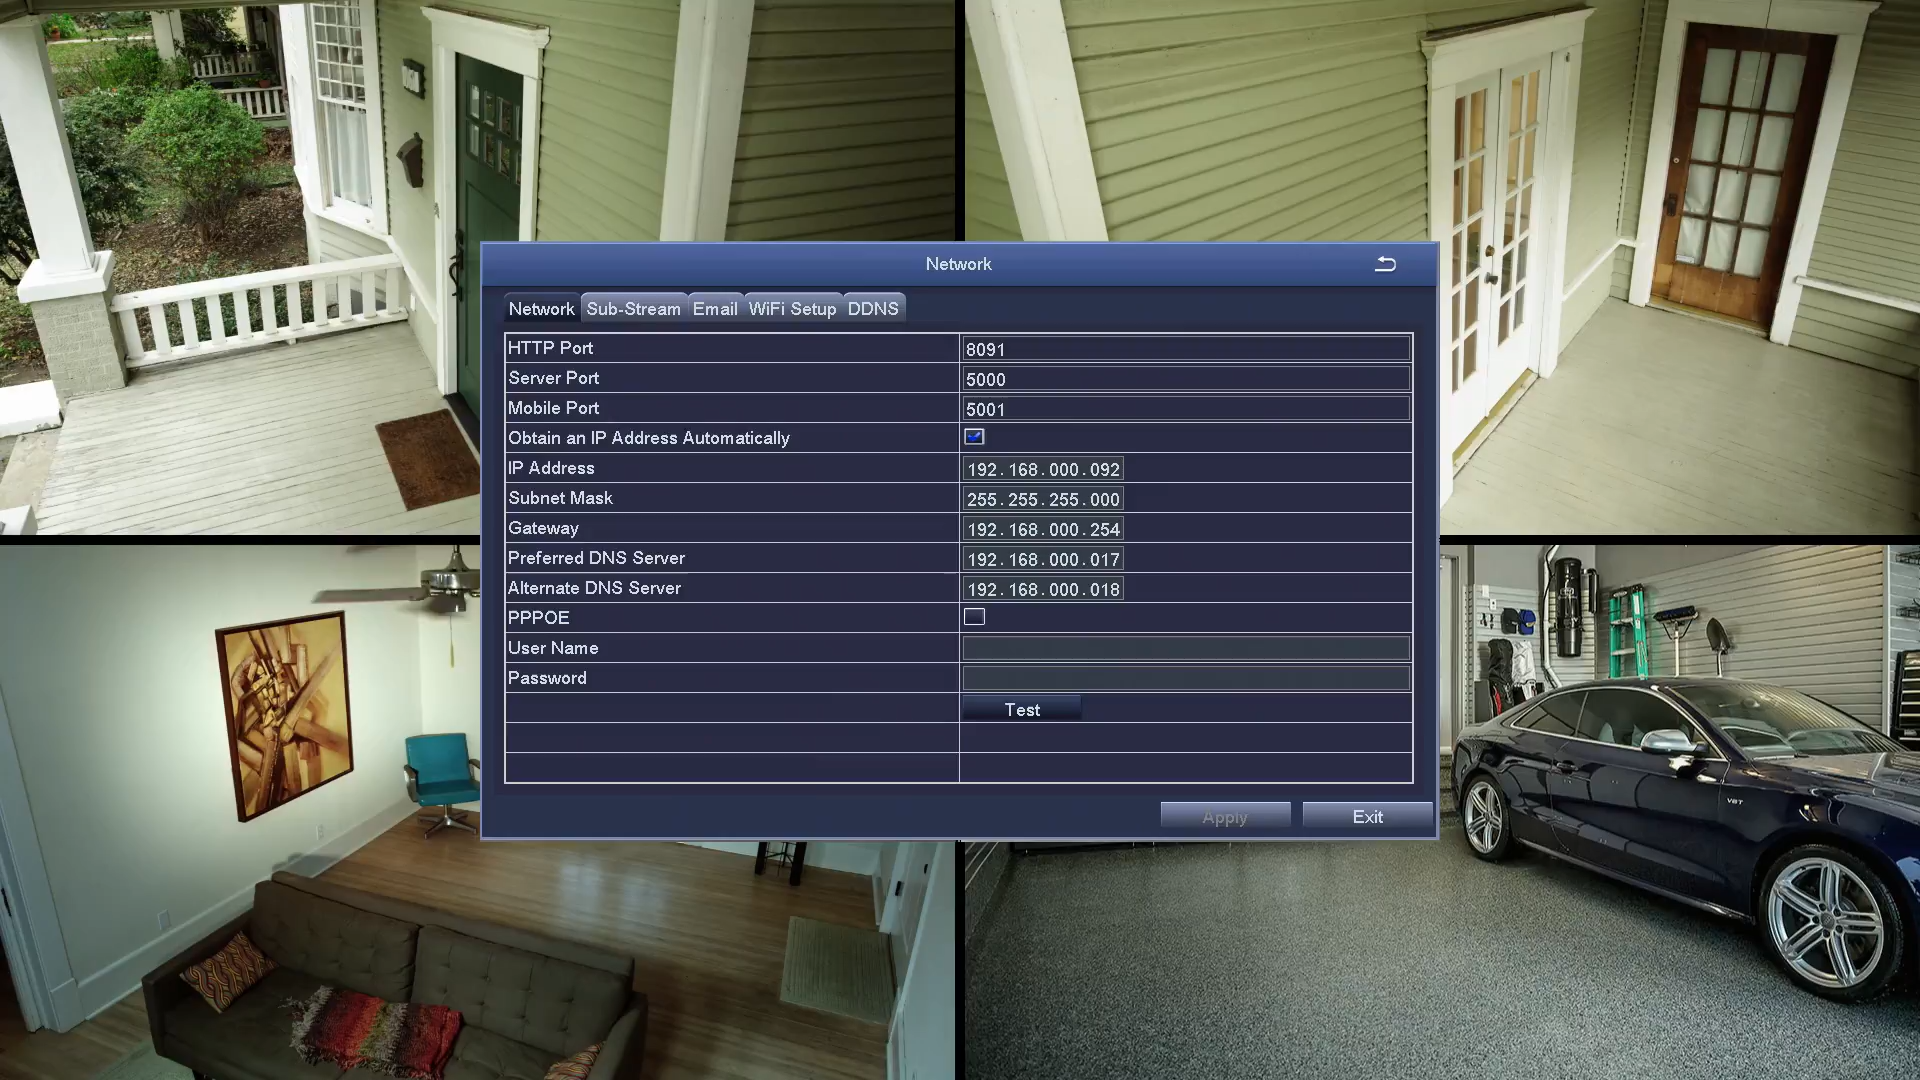 Network
Network Sub-Stream Email WiFi Setup DDNS
HTTP Port 8091
Server Port 5000
Mobile Port 5001
Obtain an IP Address Automatically
IP Address 192.168.000.092
Subnet Mask 255.255.255.000
Gateway 192.168.000.254
Preferred DNS Server 192.168.000.017
Alternate DNS Server 192.168.000.018
PPPOE
User Name
Password
Test
Apply Exit